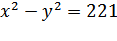 x² − y² = 221